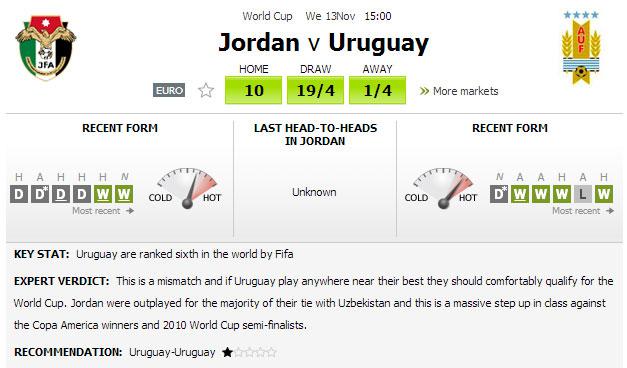 World Cup We 13Nov 15:00
Jordan v Uruguay
JFA
AUF
HOME DRAW AWAY
EURO 10 19/4 1/4 » More markets
RECENT FORM
H A H H H N
D D* D D W W
Most recent
COLD HOT
LAST HEAD-TO-HEADS
IN JORDAN
Unknown
RECENT FORM
COLD HOT
N A A H A H
D* W W W L W
Most recent
KEY STAT: Uruguay are ranked sixth in the world by Fifa
EXPERT VERDICT: This is a mismatch and if Uruguay play anywhere near their best they should comfortably qualify for the
World Cup. Jordan were outplayed for the majority of their tie with Uzbekistan and this is a massive step up in class against
the Copa America winners and 2010 World Cup semi-finalists.
RECOMMENDATION: Uruguay-Uruguay